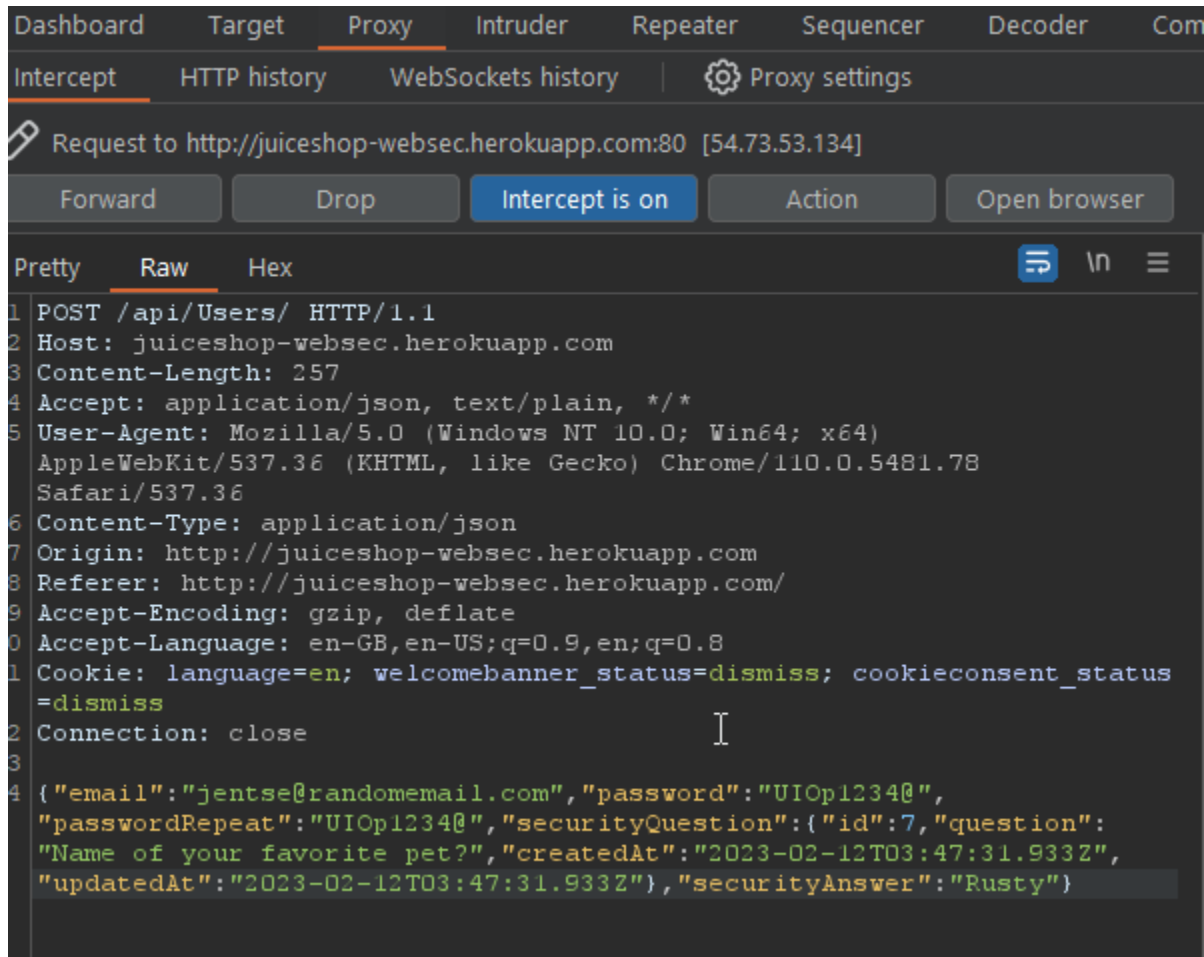 Dashboard Target Proxy Intruder Repeater Sequencer Decoder Com
Intercept HTTP history WebSockets history Proxy settings
Request to http://juiceshop-websec.herokuapp.com:80 [54.73.53.134]
Forward Drop Intercept is on Action Open browser
Pretty Raw Hex \n
1 POST /api/Users/ HTTP/1.1
2 Host: juiceshop-websec.herokuapp.com
3 Content-Length: 257
4 Accept: application/json, text/plain, */*
5 User-Agent: Mozilla/5.0 (Windows NT 10.0; Win64; x64)
AppleWebKit/537.36 (KHTML, like Gecko) Chrome/110.0.5481.78
Safari/537.36
6 Content-Type: application/json
7 Origin: http://juiceshop-websec.herokuapp.com
8 Referer: http://juiceshop-websec.herokuapp.com/
9 Accept-Encoding: gzip, deflate
0 Accept-Language: en-GB,en-US;q=0.9,en;q=0.8
1 Cookie: language=en; welcomebanner_status=dismiss; cookieconsent_status
=dismiss
2 Connection: close
3
4 {"email":"jentse@randomemail.com","password":"UIOp1234@",
"passwordRepeat":"UIOp1234@","securityQuestion":{"id":7,"question":
"Name of your favorite pet?","createdAt":"2023-02-12T03:47:31.933Z",
"updatedAt":"2023-02-12T03:47:31.933Z"},"securityAnswer":"Rusty"}